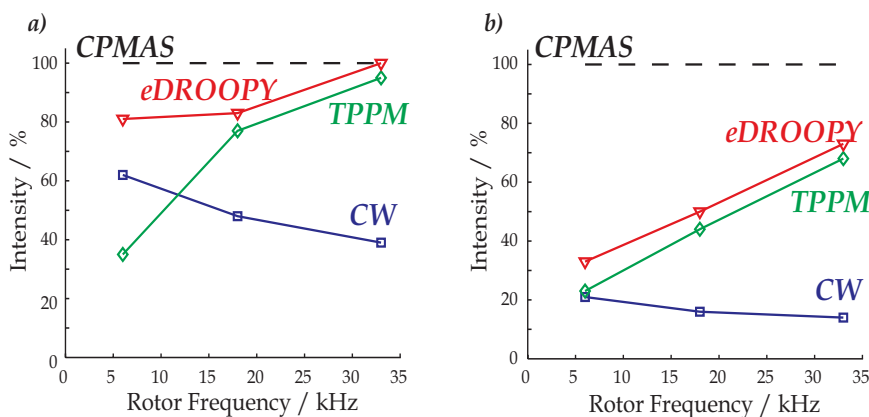 a)
CPMAS
100
eDROOPY
80
TPPM
60
CW
40
20
0
0 5 10 15 20 25 30 35
Rotor Frequency / kHz
Intensity / %
b)
CPMAS
100
80
eDROOPY
60
TPPM
40
CW
20
0
0 5 10 15 20 25 30 35
Rotor Frequency / kHz
Intensity / %